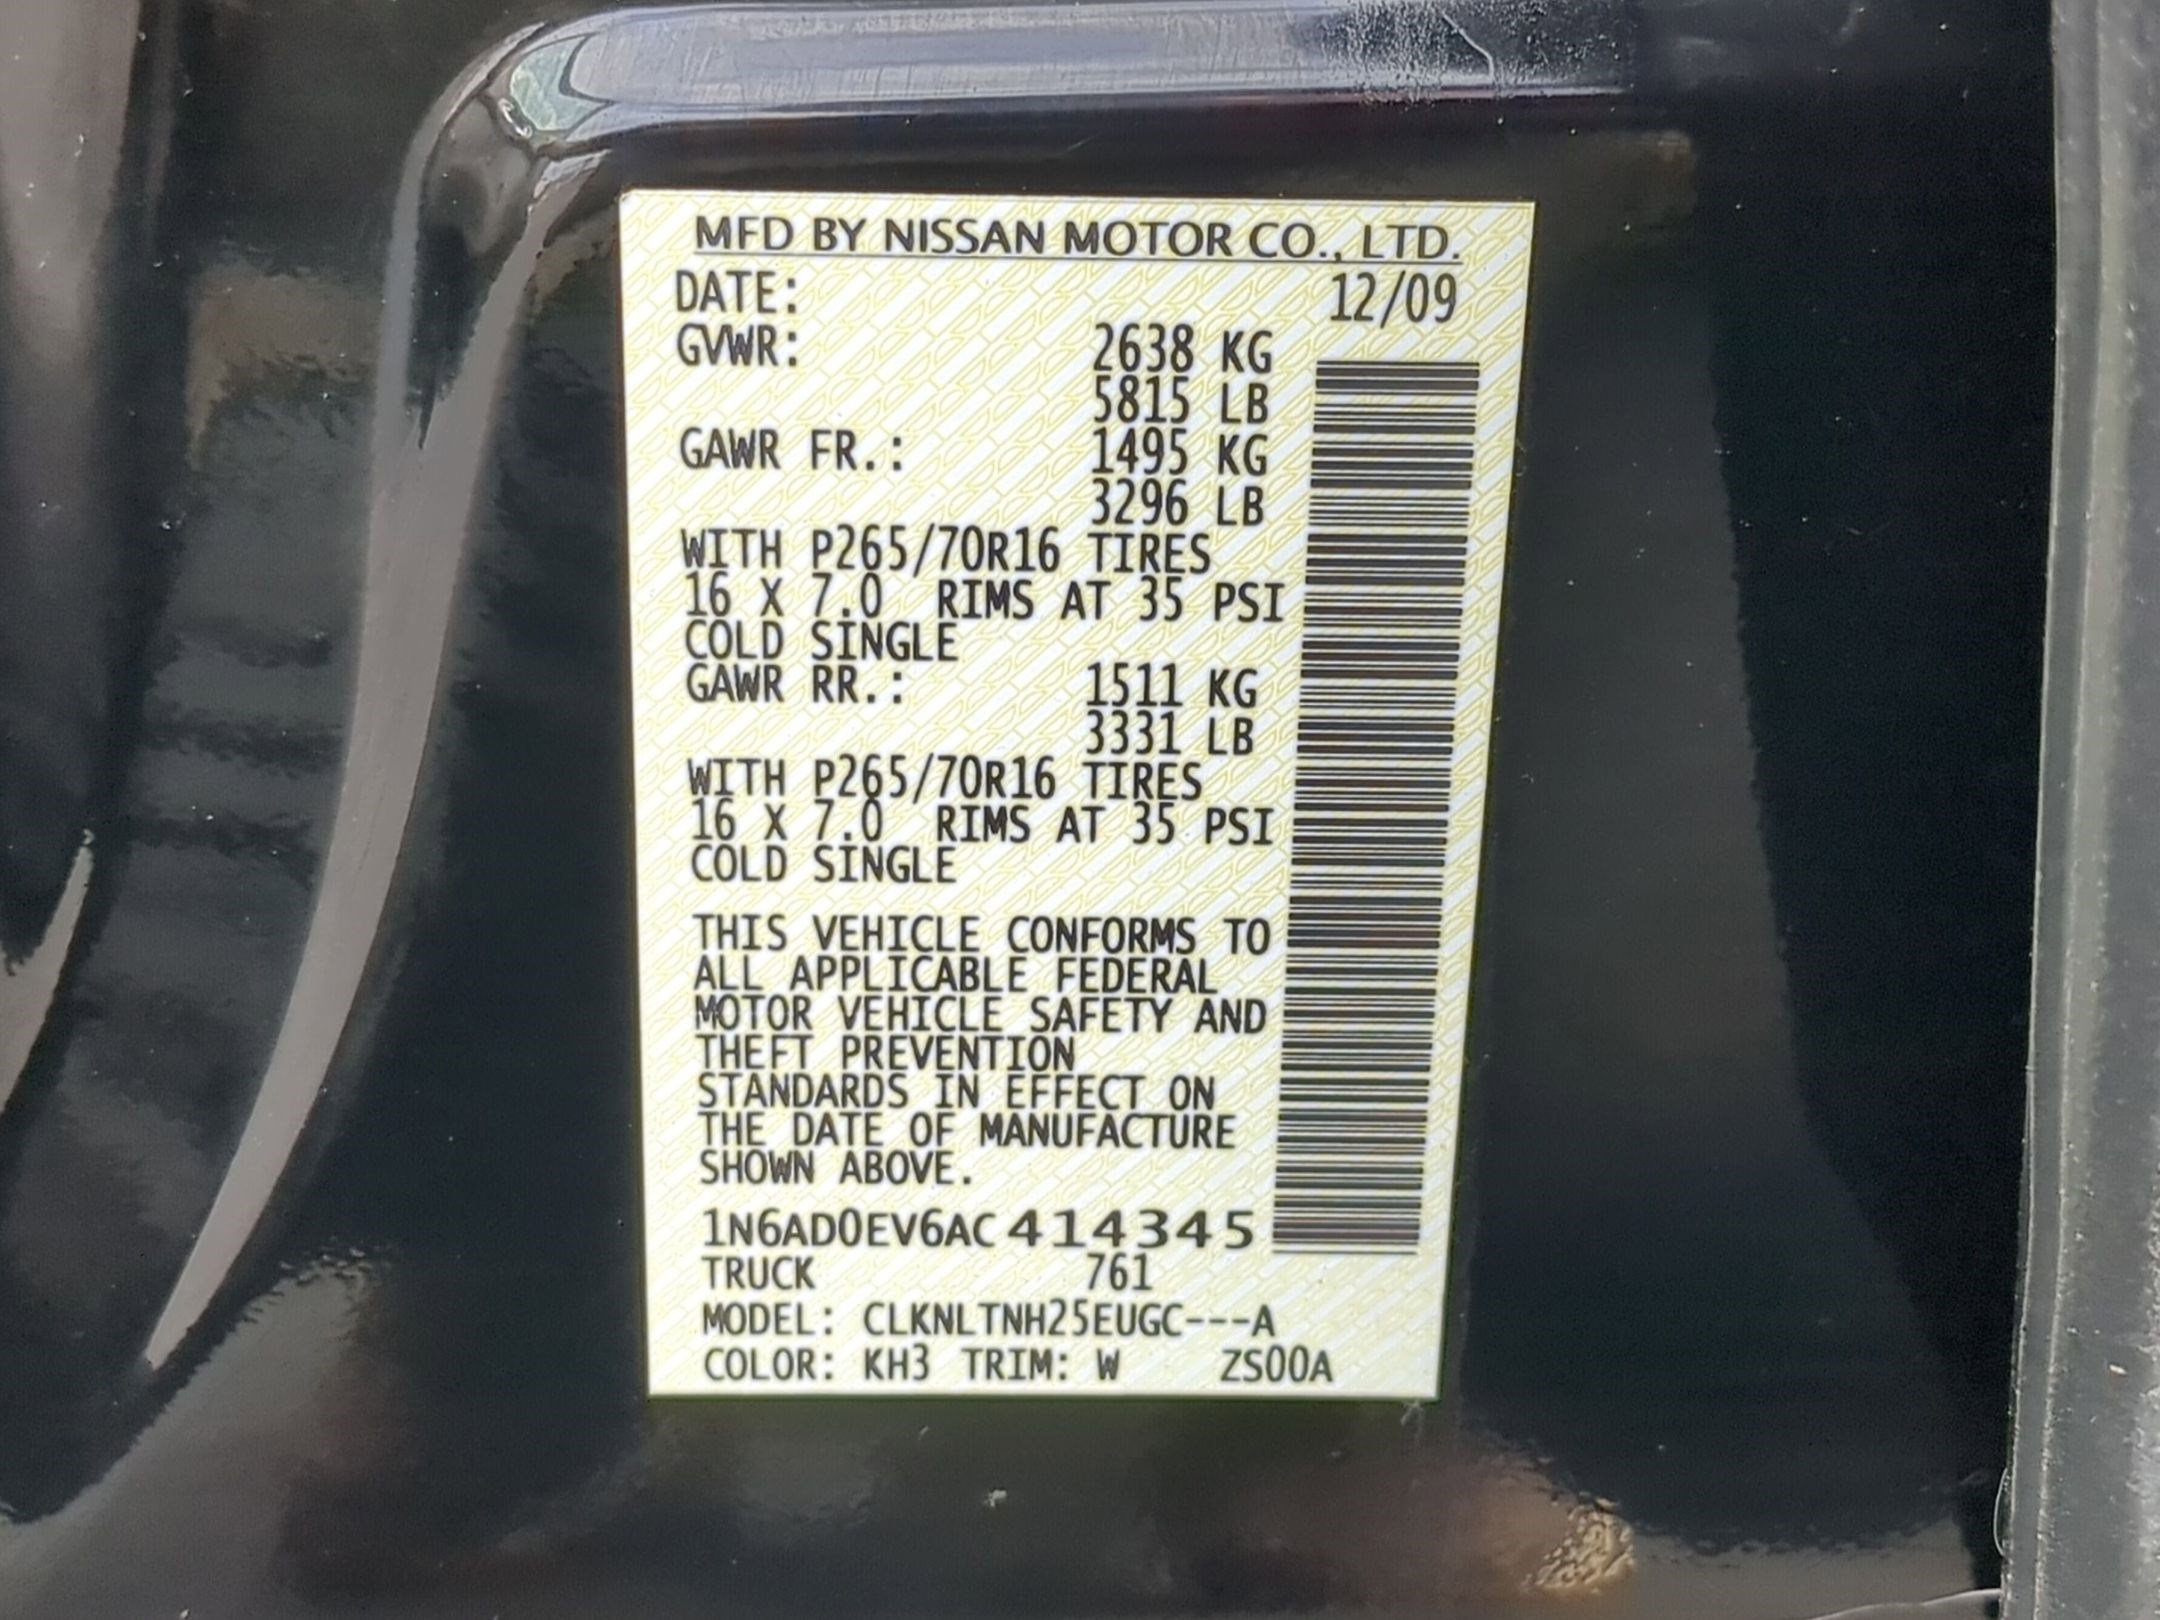 MFD BY NISSAN MOTOR CO., LTD.
DATE: 12/09
GVWR: 2638 KG
5815 LB
GAWR FR.: 1495 KG
3296 LB
WITH P265/70R16 TIRES
16 X 7.0 RIMS AT 35 PSI
COLD SINGLE
GAWR RR.: 1511 KG
3331 LB
WITH P265/70R16 TIRES
16 X 7.0 RIMS AT 35 PSI
COLD SINGLE
THIS VEHICLE CONFORMS TO
ALL APPLICABLE FEDERAL
MOTOR VEHICLE SAFETY AND
THEFT PREVENTION
STANDARDS IN EFFECT ON
THE DATE OF MANUFACTURE
SHOWN ABOVE.
1N6AD0EV6AC414345
TRUCK 761
MODEL: CLKNLTNH25EUGC---A
COLOR: KH3 TRIM: W ZS00A